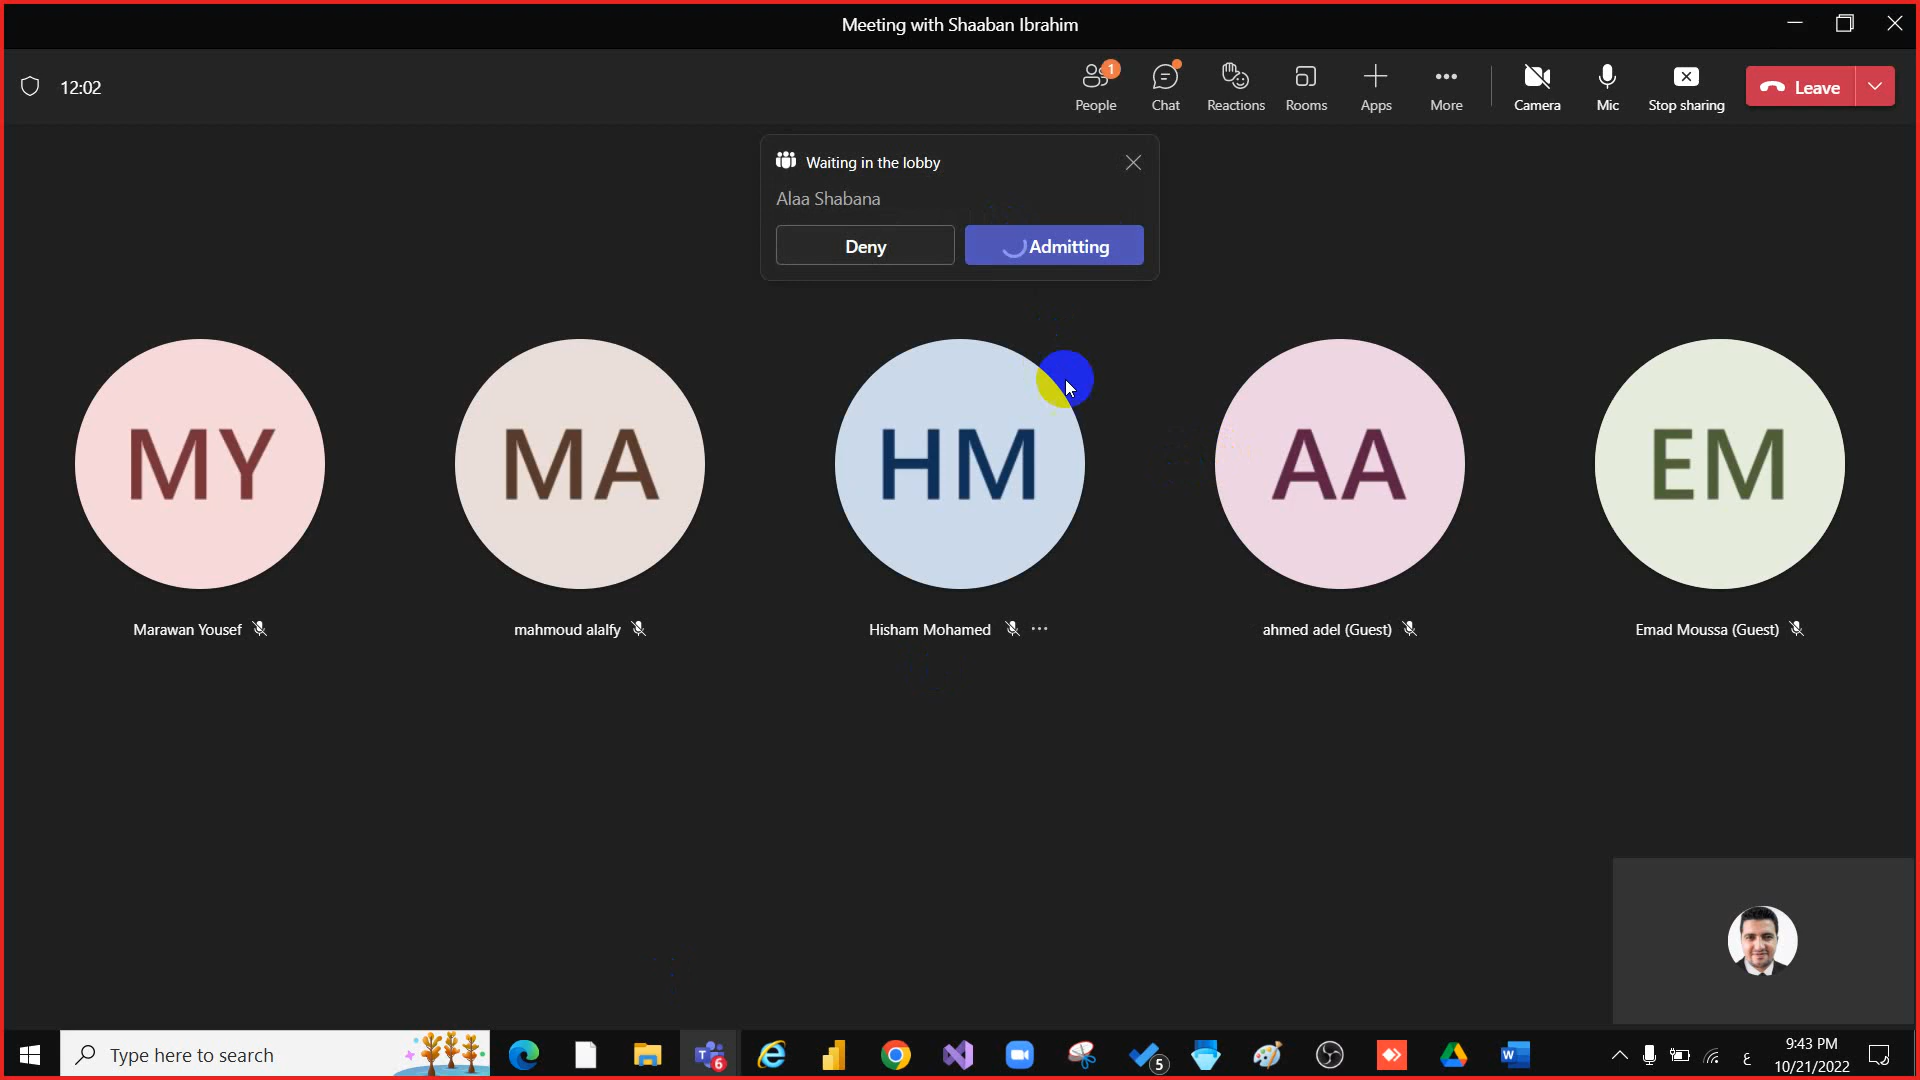 Meeting with Shaaban Ibrahim
12:02
1
People
Chat
Reactions
Rooms
Apps
More
Camera
Mic
Stop sharing
Leave
Waiting in the lobby
Alaa Shabana
Deny
Admitting
MY
MA
HM
AA
EM
Marawan Yousef
mahmoud alalfy
Hisham Mohamed
ahmed adel (Guest)
Emad Moussa (Guest)
Type here to search
T
6
5
W
ع
9:43 PM
10/21/2022